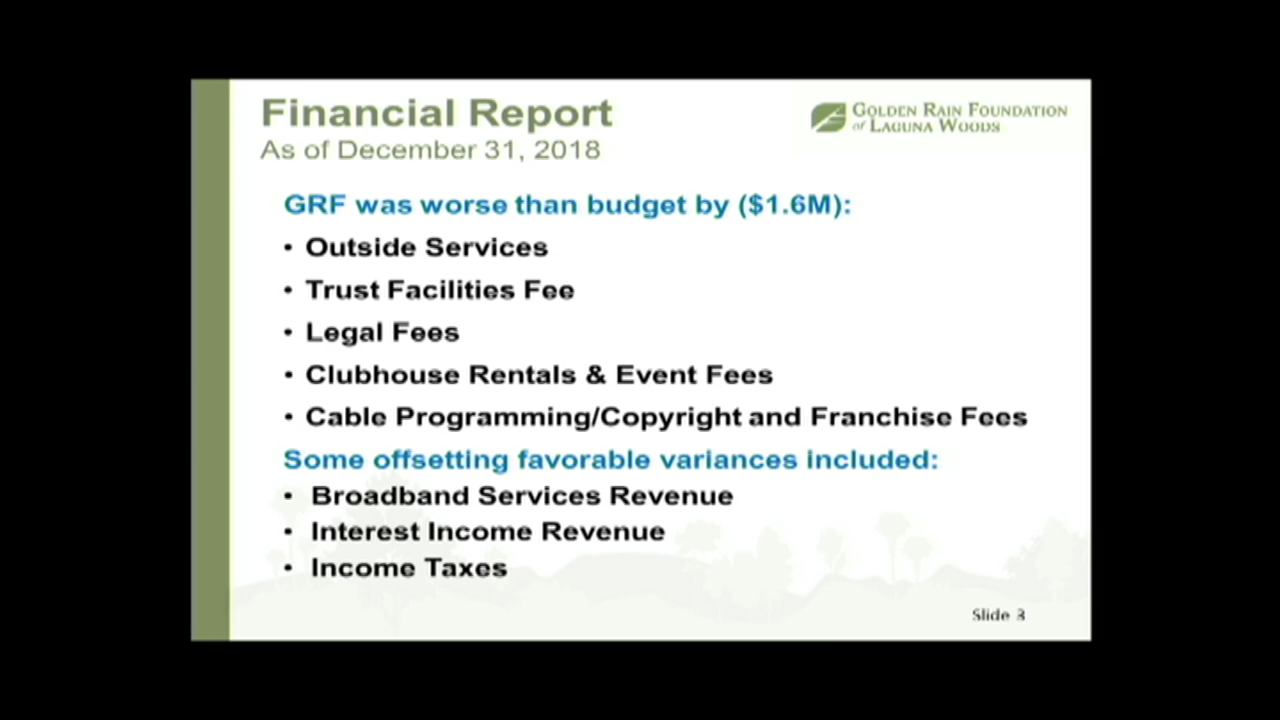 Financial Report
As of December 31, 2018
GOLDEN RAIN FOUNDATION
of LAGUNA WOODS
GRF was worse than budget by ($1.6M):
• Outside Services
• Trust Facilities Fee
• Legal Fees
• Clubhouse Rentals & Event Fees
• Cable Programming/Copyright and Franchise Fees
Some offsetting favorable variances included:
• Broadband Services Revenue
• Interest Income Revenue
• Income Taxes
Slide 3